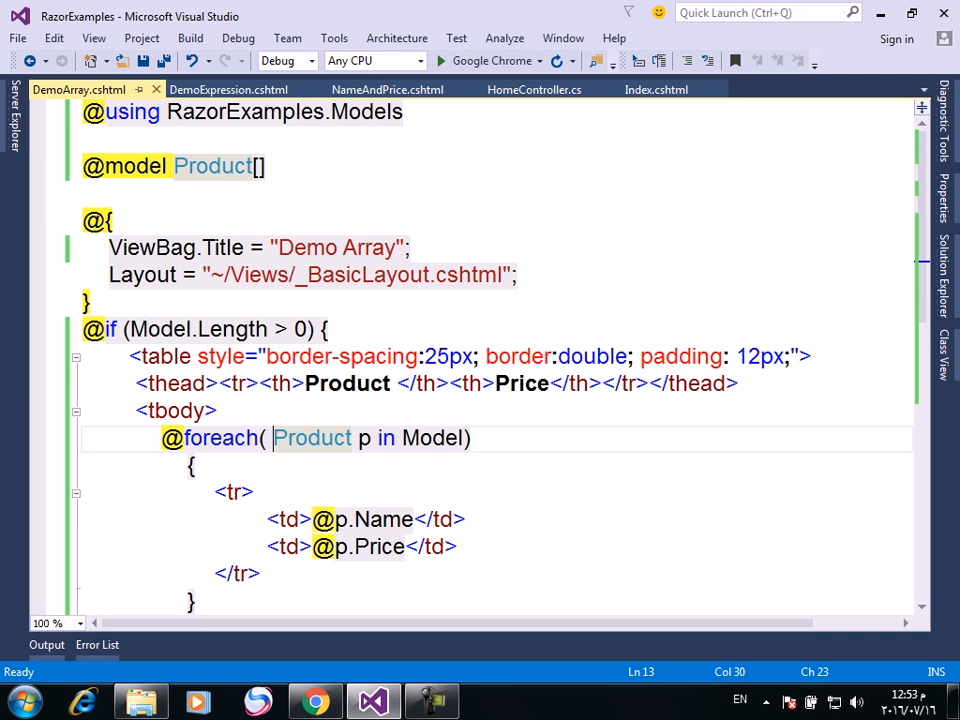 RazorExamples - Microsoft Visual Studio
Quick Launch (Ctrl+Q)
File Edit View Project Build Debug Team Tools Architecture Test Analyze Window Help Sign in
Debug Any CPU Google Chrome
DemoArray.cshtml DemoExpression.cshtml NameAndPrice.cshtml HomeController.cs Index.cshtml
Server Explorer
Diagnostic Tools
Properties
Solution Explorer
Class View
@using RazorExamples.Models
@model Product[]
@{
ViewBag.Title = "Demo Array";
Layout = "~/Views/_BasicLayout.cshtml";
}
@if (Model.Length > 0) {
<table style="border-spacing:25px; border:double; padding: 12px;">
<thead><tr><th>Product </th><th>Price</th></tr></thead>
<tbody>
@foreach( Product p in Model)
{
<tr>
<td>@p.Name</td>
<td>@p.Price</td>
</tr>
}
100 %
Output Error List
Ready Ln 13 Col 30 Ch 23 INS
EN
12:53 م
٢٠١٦/٠٧/١٦